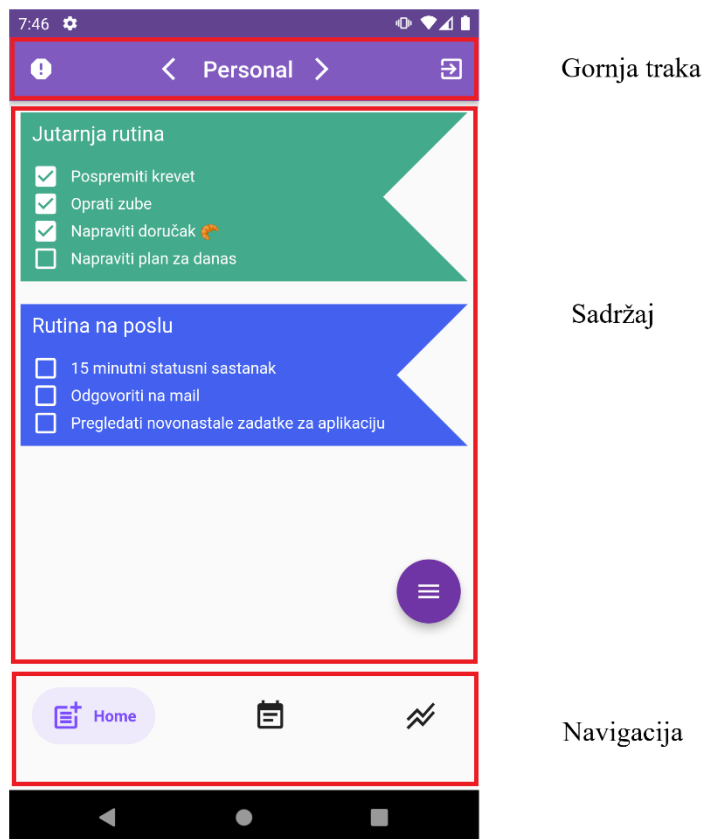 7:46
Personal
Gornja traka
Jutarnja rutina
Pospremiti krevet
Oprati zube
Napraviti doručak 🥐
Napraviti plan za danas
Sadržaj
Rutina na poslu
15 minutni statusni sastanak
Odgovoriti na mail
Pregledati novonastale zadatke za aplikaciju
Home
Navigacija